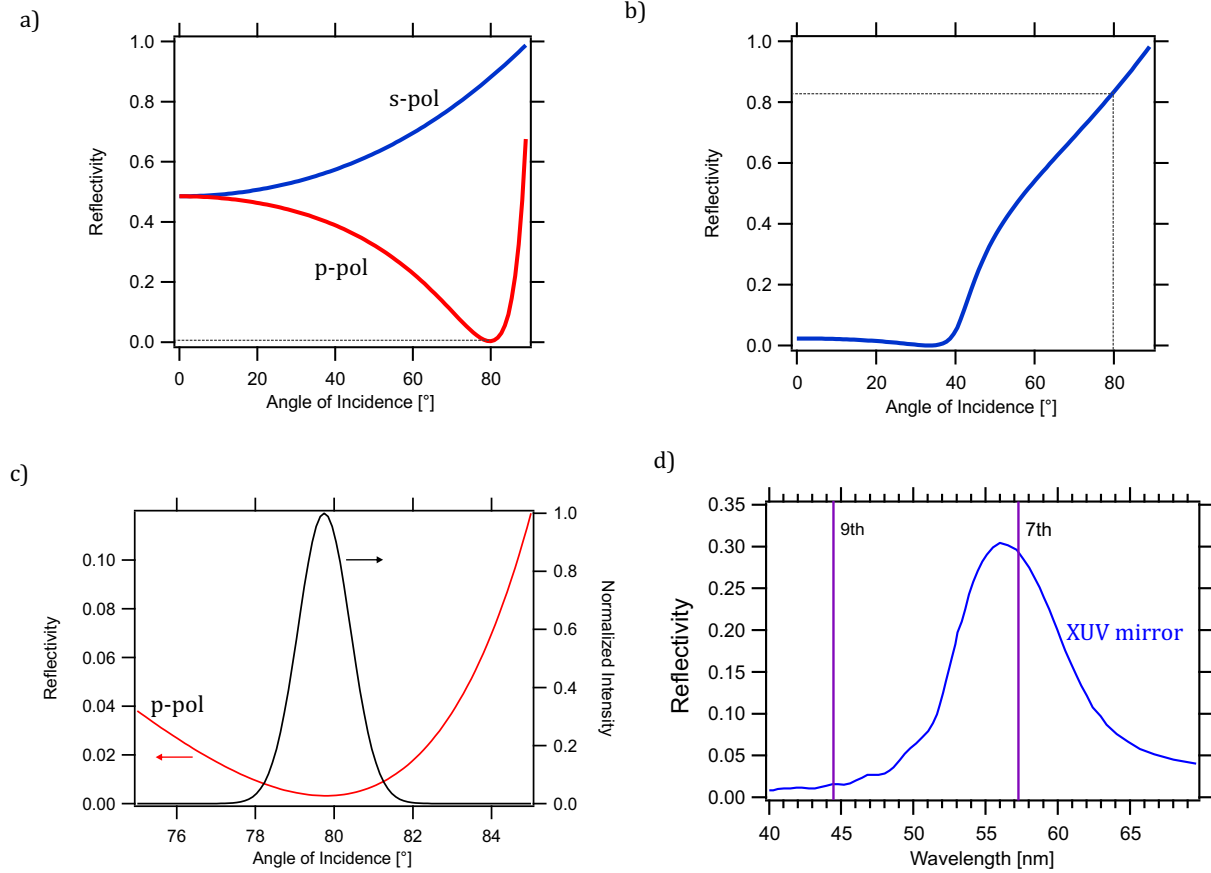 a)
1.0
0.8
0.6
0.4
0.2
0.0
Reflectivity
s-pol
p-pol
0
20
40
60
80
Angle of Incidence [°]
b)
1.0
0.8
0.6
0.4
0.2
0.0
Reflectivity
0
20
40
60
80
Angle of Incidence [°]
c)
0.10
0.08
0.06
0.04
0.02
0.00
Reflectivity
p-pol
1.0
0.8
0.6
0.4
0.2
0.0
Normalized Intensity
76
78
80
82
84
Angle of Incidence [°]
d)
0.35
0.30
0.25
0.20
0.15
0.10
0.05
0.00
Reflectivity
9th
7th
XUV mirror
40
45
50
55
60
65
Wavelength [nm]